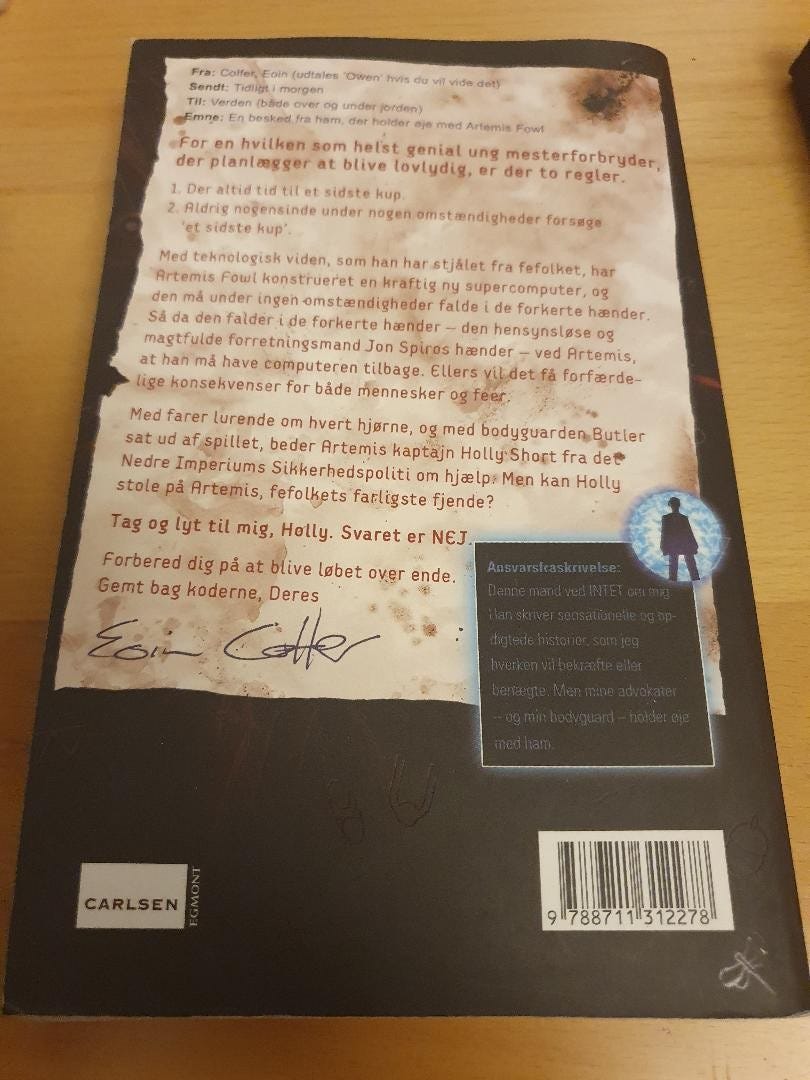 Fra: Colfer, Eoin (udtales 'Owen' hvis du vil vide det)
Sendt: Tidligt i morgen
Til: Verden (både over og under jorden)
Emne: En besked fra ham, der holder øje med Artemis Fowl
For en hvilken som helst genial ung mesterforbryder,
der planlægger at blive lovlydig, er der to regler.
1. Der altid tid til et sidste kup.
2. Aldrig nogensinde under nogen omstændigheder forsøge
'et sidste kup'.
Med teknologisk viden, som han har stjålet fra fefolket, har
Artemis Fowl konstrueret en kraftig ny supercomputer, og
den må under ingen omstændigheder falde i de forkerte hænder.
Så da den falder i de forkerte hænder – den hensynsløse og
magtfulde forretningsmand Jon Spiros hænder – ved Artemis,
at han må have computeren tilbage. Ellers vil det få forfærde-
lige konsekvenser for både mennesker og feer.
Med farer lurende om hvert hjørne, og med bodyguarden Butler
sat ud af spillet, beder Artemis kaptajn Holly Short fra det
Nedre Imperiums Sikkerhedspoliti om hjælp. Men kan Holly
stole på Artemis, fefolkets farligste fjende?
Tag og lyt til mig, Holly. Svaret er NEJ.
Forbered dig på at blive løbet over ende.
Gemt bag koderne, Deres
Eoin Colfer
Ansvarsfraskrivelse:
Denne mand ved INTET om mig.
Han skriver sensationelle og op-
digtede historier, som jeg
hverken vil bekræfte eller
benægte. Men mine advokater
– og min bodyguard – holder øje
med ham.
CARLSEN
EGMONT
9 788711 312278